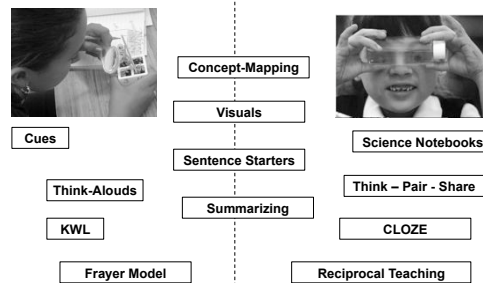 Concept-Mapping
Visuals
Cues
Science Notebooks
Sentence Starters
Think-Alouds
Think – Pair - Share
Summarizing
KWL
CLOZE
Frayer Model
Reciprocal Teaching